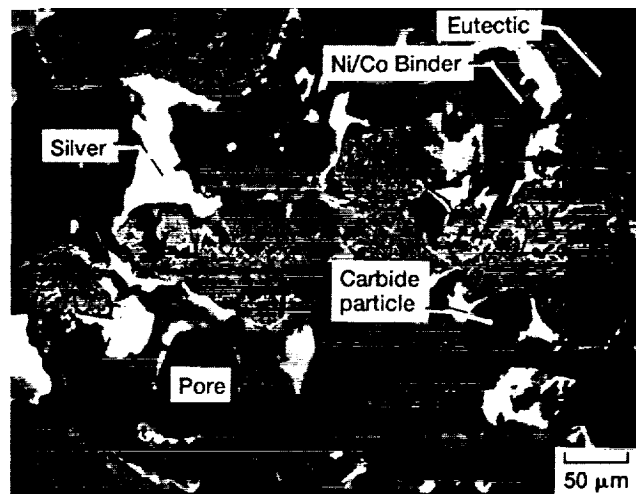 Eutectic
Ni/Co Binder
Silver
Carbide
particle
Pore
50 μm